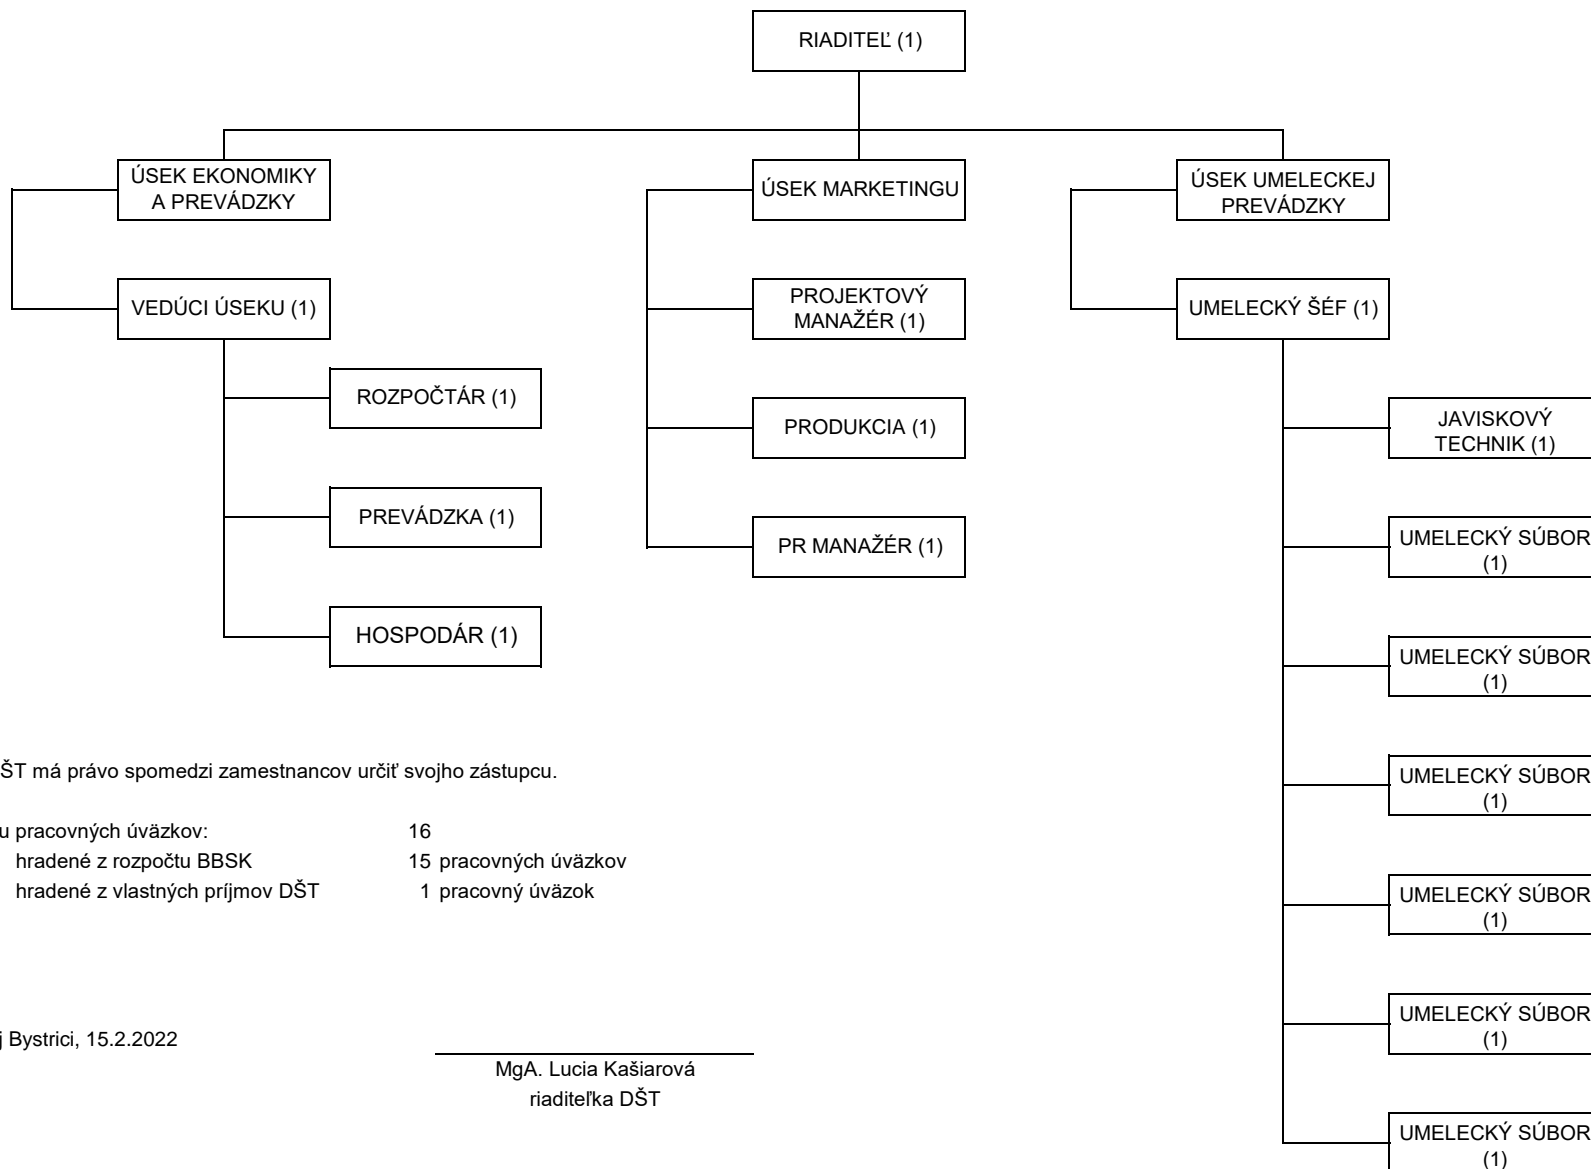 RIADITEĽ (1)
ÚSEK EKONOMIKY
A PREVÁDZKY
ÚSEK MARKETINGU
ÚSEK UMELECKEJ
PREVÁDZKY
VEDÚCI ÚSEKU (1)
PROJEKTOVÝ
MANAŽÉR (1)
UMELECKÝ ŠÉF (1)
ROZPOČTÁR (1)
PRODUKCIA (1)
JAVISKOVÝ
TECHNIK (1)
PREVÁDZKA (1)
PR MANAŽÉR (1)
UMELECKÝ SÚBOR
(1)
HOSPODÁR (1)
UMELECKÝ SÚBOR
(1)
ŠT má právo spomedzi zamestnancov určiť svojho zástupcu.
UMELECKÝ SÚBOR
(1)
u pracovných úväzkov: 16
hradené z rozpočtu BBSK 15 pracovných úväzkov
hradené z vlastných príjmov DŠT 1 pracovný úväzok
UMELECKÝ SÚBOR
(1)
UMELECKÝ SÚBOR
(1)
j Bystrici, 15.2.2022
MgA. Lucia Kašiarová
riaditeľka DŠT
UMELECKÝ SÚBOR
(1)